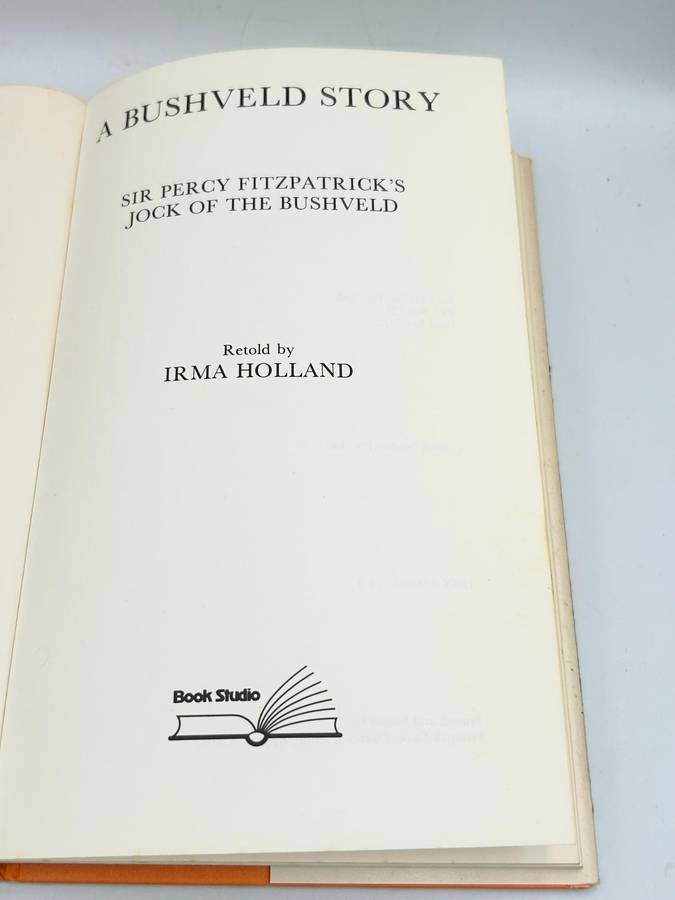 A BUSHVELD STORY
SIR PERCY FITZPATRICK'S
JOCK OF THE BUSHVELD
Retold by
IRMA HOLLAND
Book Studio